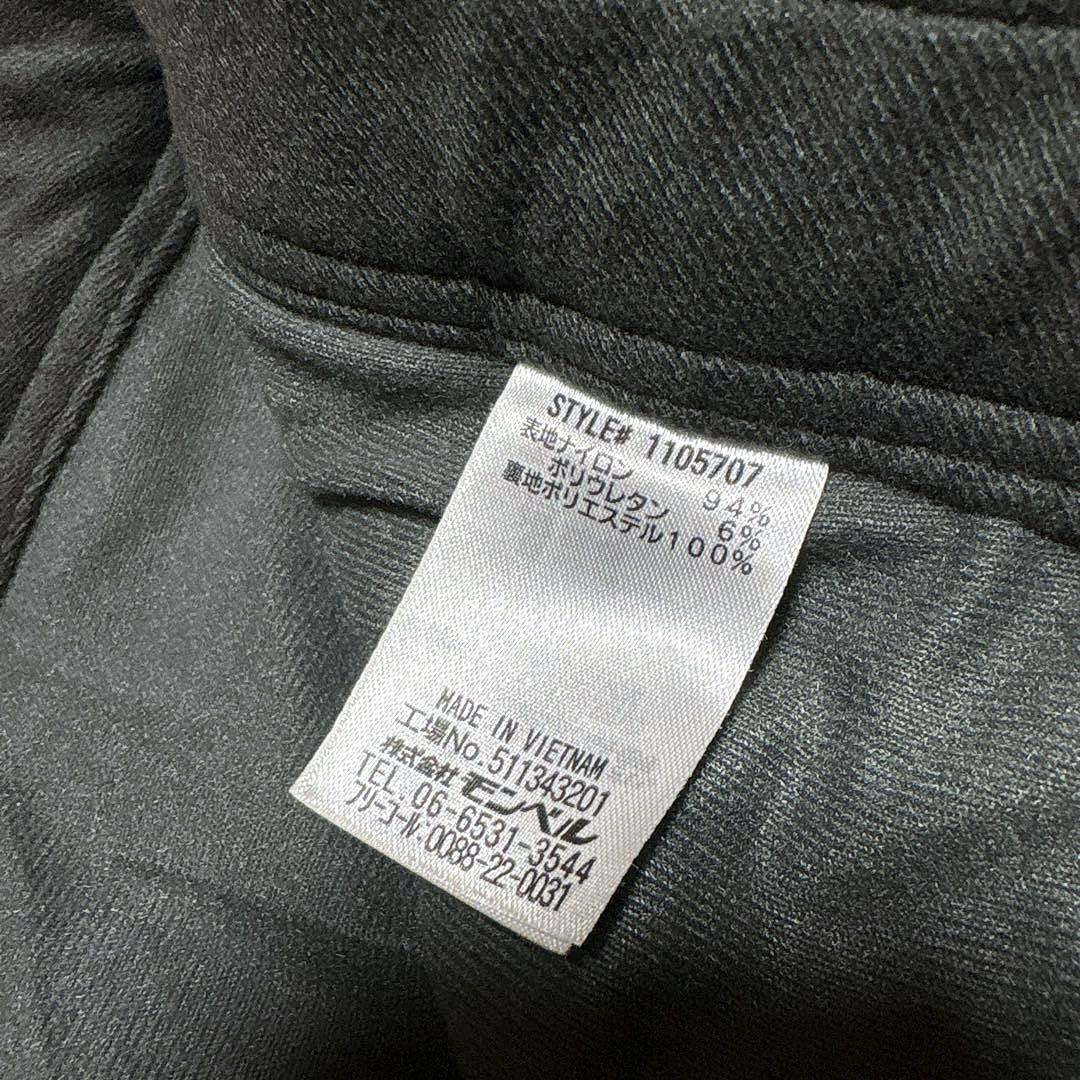 STYLE# 1105707
表地ナイロン 94%
ポリウレタン 6%
裏地ポリエステル100%
MADE IN VIETNAM
工場No.511343201
株式会社モンベル
TEL.06-6531-3544
フリーコール.0088-22-0031